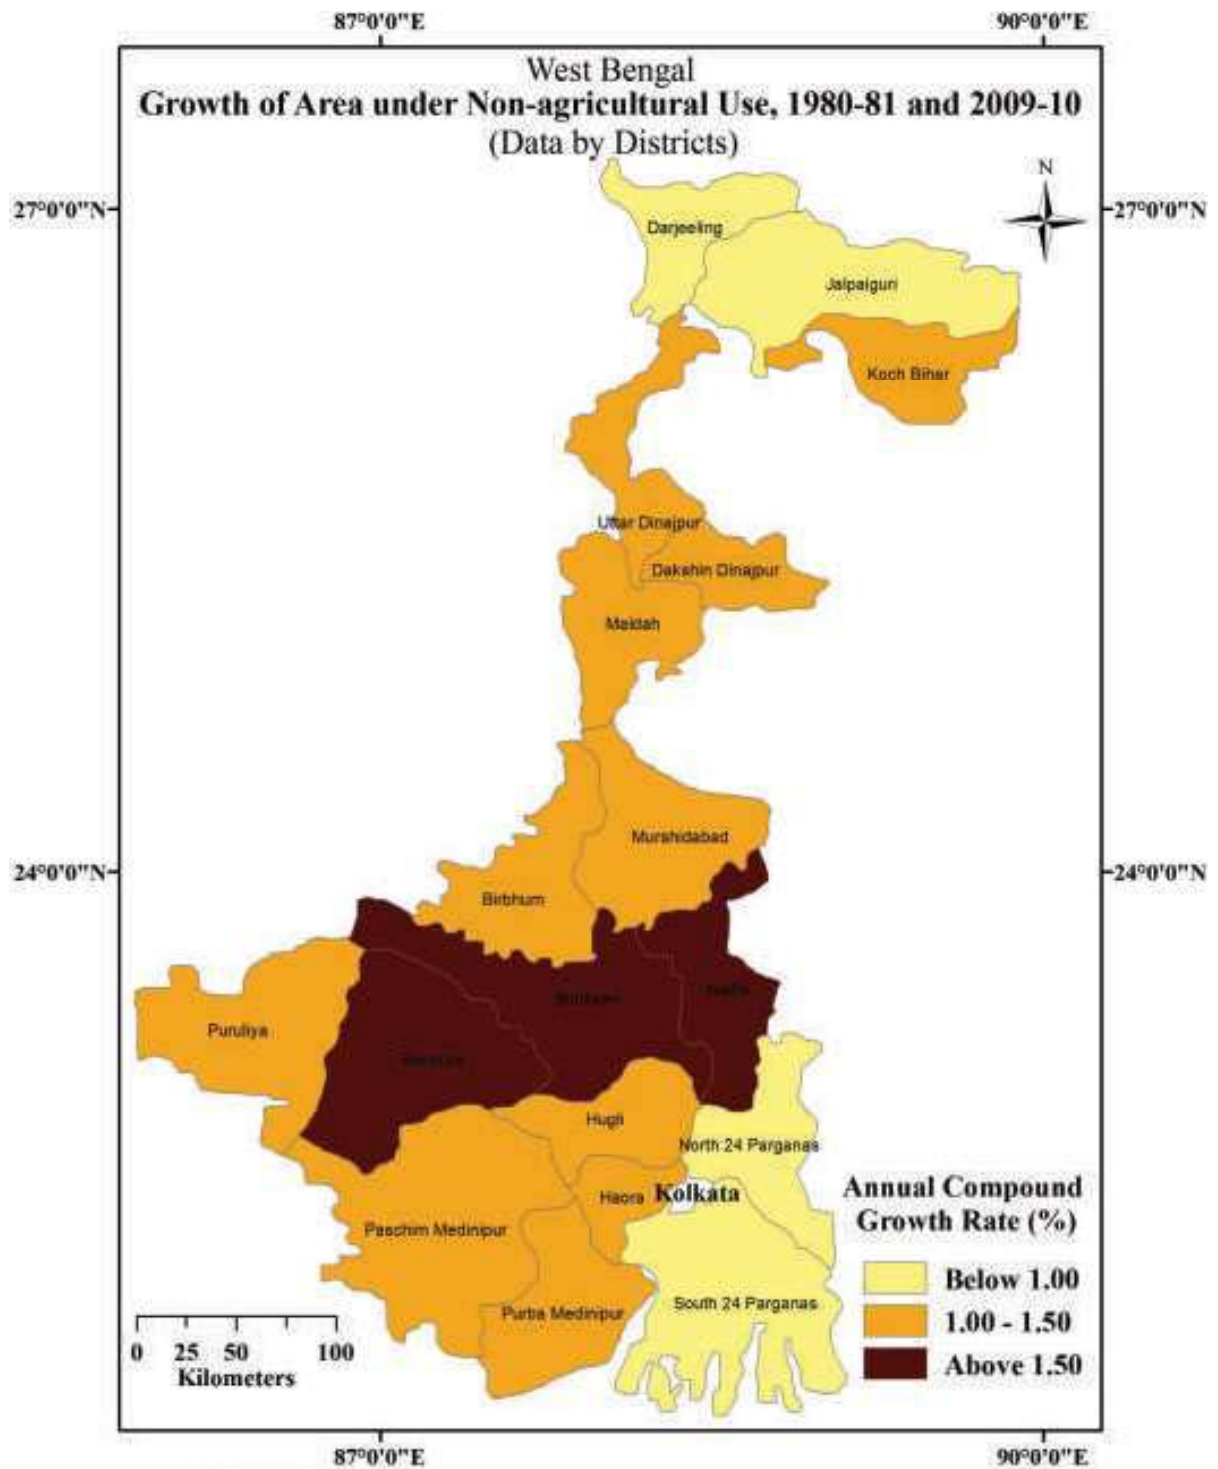 87°0'0"E
90°0'0"E
West Bengal
Growth of Area under Non-agricultural Use, 1980-81 and 2009-10
(Data by Districts)
N
27°0'0"N
27°0'0"N
Darjeeling
Jalpaiguri
Koch Bihar
Uttar Dinajpur
Dakshin Dinajpur
Maldah
Murshidabad
24°0'0"N
24°0'0"N
Birbhum
Nadia
Puruliya
Hugli
North 24 Parganas
Haora
Kolkata
Paschim Medinipur
South 24 Parganas
Purba Medinipur
Annual Compound
Growth Rate (%)
Below 1.00
1.00 - 1.50
Above 1.50
0 25 50 100
Kilometers
87°0'0"E
90°0'0"E